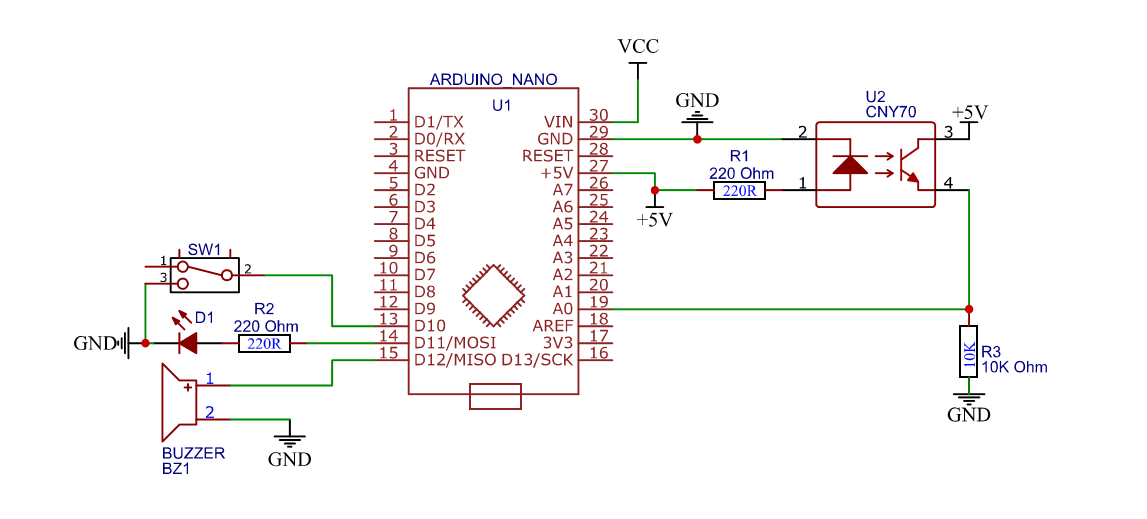 VCC
ARDUINO_NANO
U1
1 D1/TX VIN 30
2 D0/RX GND 29
3 RESET RESET 28
4 GND +5V 27
5 D2 A7 26
6 D3 A6 25
7 D4 A5 24
8 D5 A4 23
9 D6 A3 22
10 D7 A2 21
11 D8 A1 20
12 D9 A0 19
13 D10 AREF 18
14 D11/MOSI 3V3 17
15 D12/MISO D13/SCK 16
GND
R1
220 Ohm
220R
+5V
U2
CNY70
2 3
1 4
+5V
SW1
1 2
3
GND
D1
R2
220 Ohm
220R
1
+
2
BUZZER
BZ1
GND
10K
R3
10K Ohm
GND